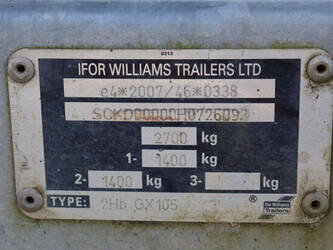 0313
IFOR WILLIAMS TRAILERS LTD
e4*2007/46*0338
SCKD00000H0726093
2700 kg
1- 1400 kg
2- 1400 kg 3- kg
Ifor Williams
Trailers
TYPE: 2Hb GX105 ®